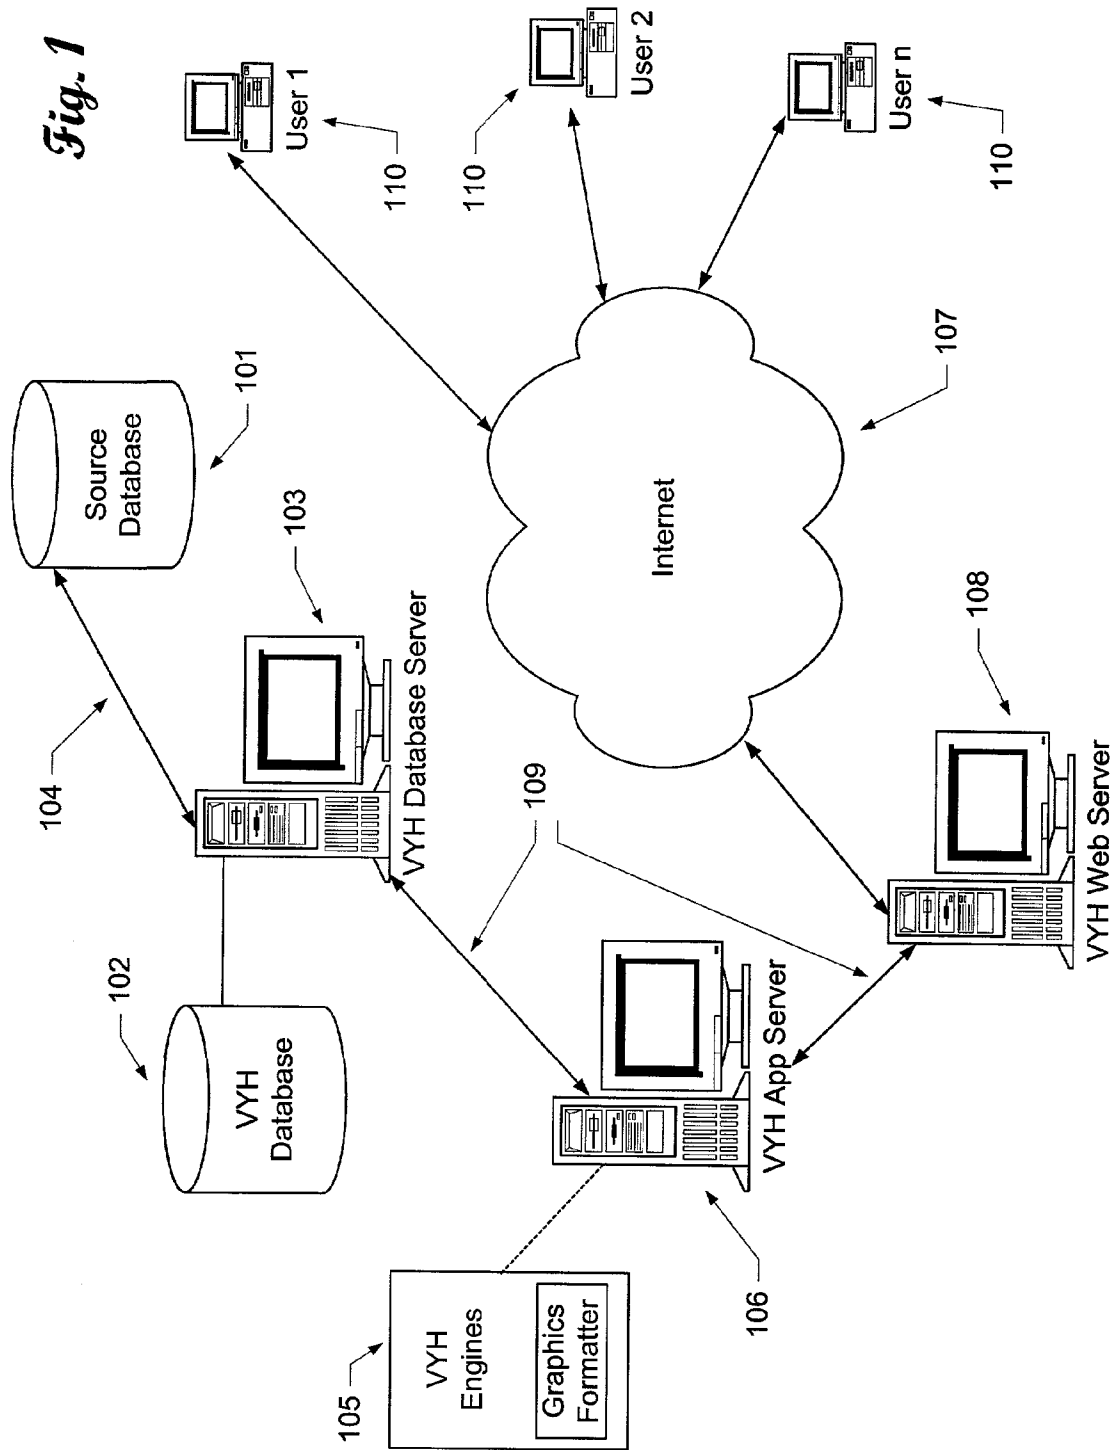 Fig. 1
Source
Database
101
104
102
VYH
Database
103
VYH Database Server
User 1
110
110
User 2
User n
110
105
VYH
Engines
Graphics
Formatter
109
Internet
107
106
VYH App Server
108
VYH Web Server